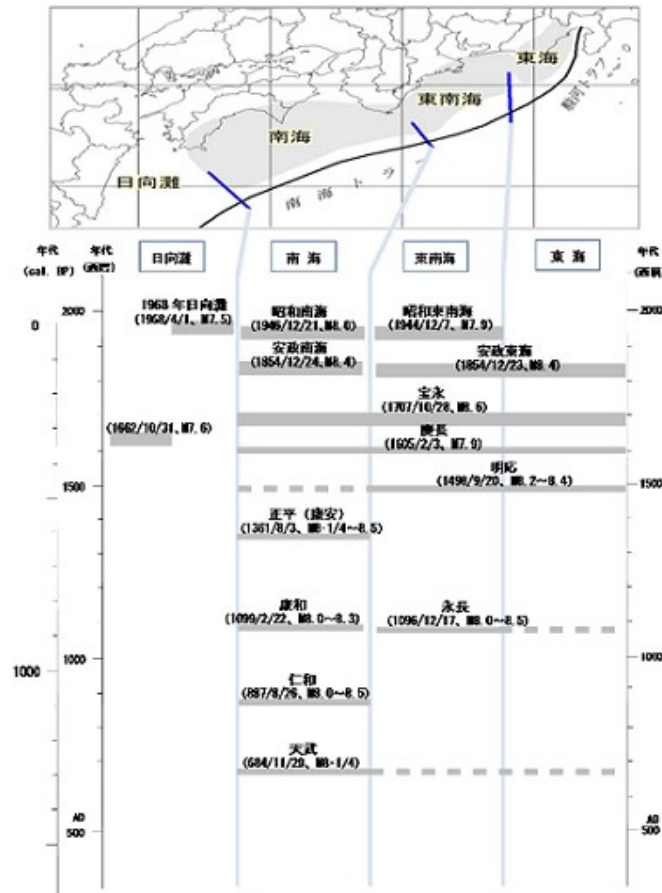 東海
東南海
南海
日向灘
南海トラフ
駿河トラフ
年代
(cal. BP)
年代
(西暦)
日向灘
南海
東南海
東海
年代
(西暦)
0
2000
2000
1968年日向灘
(1968/4/1、M7.5)
昭和南海
(1946/12/21、M8.0)
昭和東南海
(1944/12/7、M7.9)
安政南海
(1854/12/24、M8.4)
安政東海
(1854/12/23、M8.4)
宝永
(1707/10/28、M8.6)
(1662/10/31、M7.6)
慶長
(1605/2/3、M7.9)
明応
(1498/9/20、M8.2～8.4)
1500
1500
正平(康安)
(1361/8/3、M8・1/4～8.5)
康和
(1099/2/22、M8.0～8.3)
永長
(1096/12/17、M8.0～8.5)
1000
1000
1000
仁和
(887/8/26、M8.0～8.5)
天武
(684/11/29、M8・1/4)
AD
500
AD
500